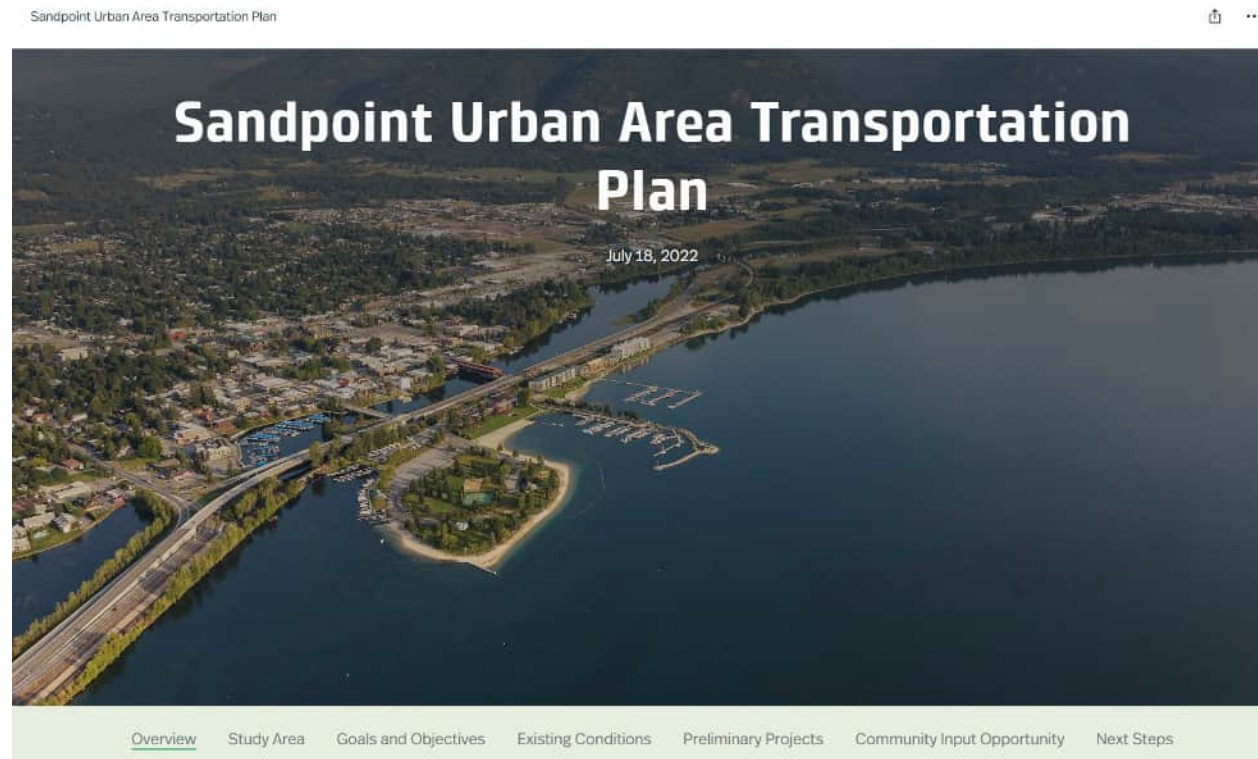 Sandpoint Urban Area Transportation Plan
Sandpoint Urban Area Transportation
Plan
July 18, 2022
Overview Study Area Goals and Objectives Existing Conditions Preliminary Projects Community Input Opportunity Next Steps